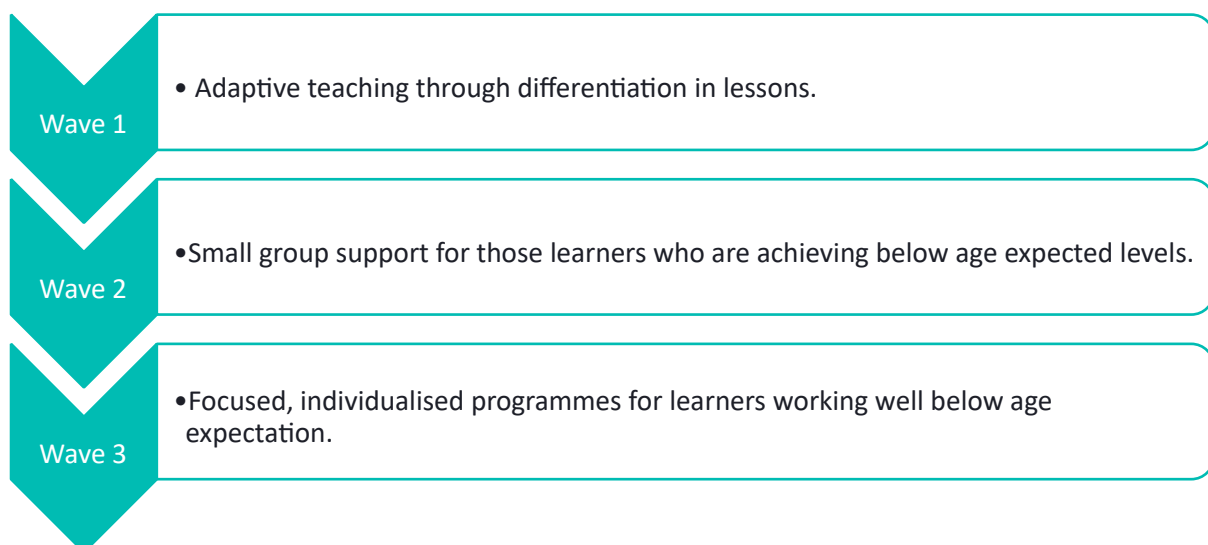 Wave 1
• Adaptive teaching through differentiation in lessons.
Wave 2
•Small group support for those learners who are achieving below age expected levels.
Wave 3
•Focused, individualised programmes for learners working well below age
expectation.